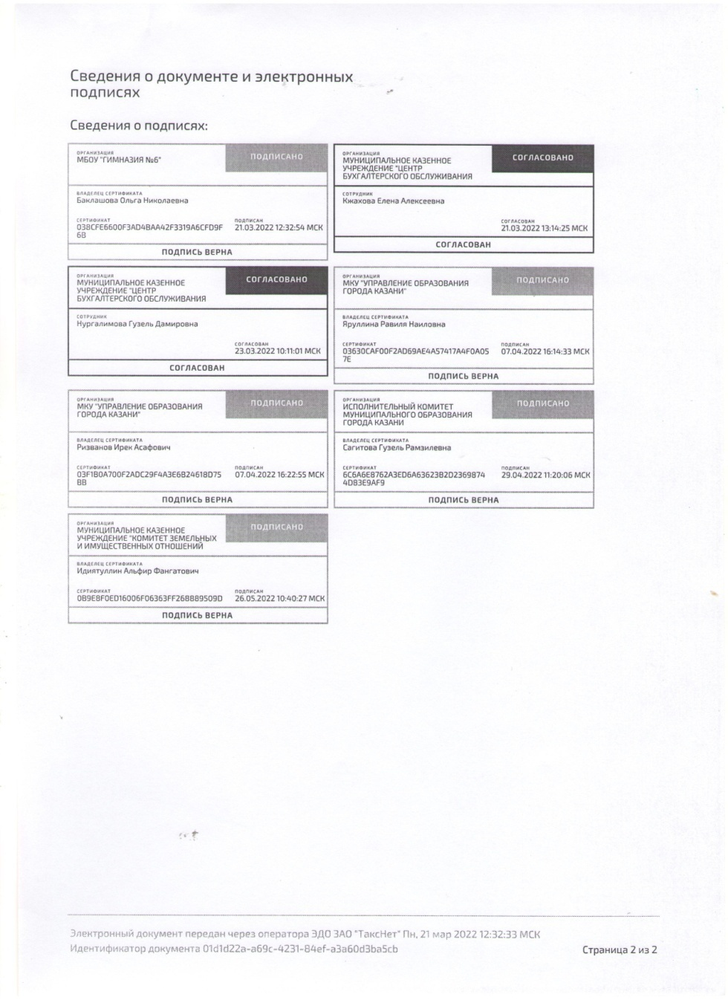 Сведения о документе и электронных
подписях
Сведения о подписях:
ОРГАНИЗАЦИЯ
МБОУ "ГИМНАЗИЯ №6"
ПОДПИСАНО
ВЛАДЕЛЕЦ СЕРТИФИКАТА
Баклашова Ольга Николаевна
СЕРТИФИКАТ
038CFE6600F3AD4BAA42F3319A6CFD9F
6B
ПОДПИСАН
21.03.2022 12:32:54 МСК
ПОДПИСЬ ВЕРНА
ОРГАНИЗАЦИЯ
МУНИЦИПАЛЬНОЕ КАЗЕННОЕ
УЧРЕЖДЕНИЕ "ЦЕНТР
БУХГАЛТЕРСКОГО ОБСЛУЖИВАНИЯ
СОГЛАСОВАНО
СОТРУДНИК
Кжахова Елена Алексеевна
СОГЛАСОВАН
21.03.2022 13:14:25 МСК
СОГЛАСОВАН
ОРГАНИЗАЦИЯ
МУНИЦИПАЛЬНОЕ КАЗЕННОЕ
УЧРЕЖДЕНИЕ "ЦЕНТР
БУХГАЛТЕРСКОГО ОБСЛУЖИВАНИЯ
СОГЛАСОВАНО
СОТРУДНИК
Нургалимова Гузель Дамировна
СОГЛАСОВАН
23.03.2022 10:11:01 МСК
СОГЛАСОВАН
ОРГАНИЗАЦИЯ
МКУ "УПРАВЛЕНИЕ ОБРАЗОВАНИЯ
ГОРОДА КАЗАНИ"
ПОДПИСАНО
ВЛАДЕЛЕЦ СЕРТИФИКАТА
Яруллина Равиля Наиловна
СЕРТИФИКАТ
03630CAF00F2AD69AE4A57417A4F0A05
7E
ПОДПИСАН
07.04.2022 16:14:33 МСК
ПОДПИСЬ ВЕРНА
ОРГАНИЗАЦИЯ
МКУ "УПРАВЛЕНИЕ ОБРАЗОВАНИЯ
ГОРОДА КАЗАНИ"
ПОДПИСАНО
ВЛАДЕЛЕЦ СЕРТИФИКАТА
Ризванов Ирек Асафович
СЕРТИФИКАТ
03F1B0A700F2ADC29F4A3E6B24618D75
BB
ПОДПИСАН
07.04.2022 16:22:55 МСК
ПОДПИСЬ ВЕРНА
ОРГАНИЗАЦИЯ
ИСПОЛНИТЕЛЬНЫЙ КОМИТЕТ
МУНИЦИПАЛЬНОГО ОБРАЗОВАНИЯ
ГОРОДА КАЗАНИ
ПОДПИСАНО
ВЛАДЕЛЕЦ СЕРТИФИКАТА
Сагитова Гузель Рамзилевна
СЕРТИФИКАТ
6C6A6E8762A3ED6A63623B2D2369874
4DB3E9AF9
ПОДПИСАН
29.04.2022 11:20:06 МСК
ПОДПИСЬ ВЕРНА
ОРГАНИЗАЦИЯ
МУНИЦИПАЛЬНОЕ КАЗЕННОЕ
УЧРЕЖДЕНИЕ "КОМИТЕТ ЗЕМЕЛЬНЫХ
И ИМУЩЕСТВЕННЫХ ОТНОШЕНИЙ
ПОДПИСАНО
ВЛАДЕЛЕЦ СЕРТИФИКАТА
Идиятуллин Альфир Фангатович
СЕРТИФИКАТ
0B9E8F0ED16006F06363FF26BB89509D
ПОДПИСАН
26.05.2022 10:40:27 МСК
ПОДПИСЬ ВЕРНА
Электронный документ передан через оператора ЭДО ЗАО "ТаксНет" Пн, 21 мар 2022 12:32:33 МСК
Идентификатор документа 01d1d22a-a69c-4231-84ef-a3a60d3ba5cb
Страница 2 из 2